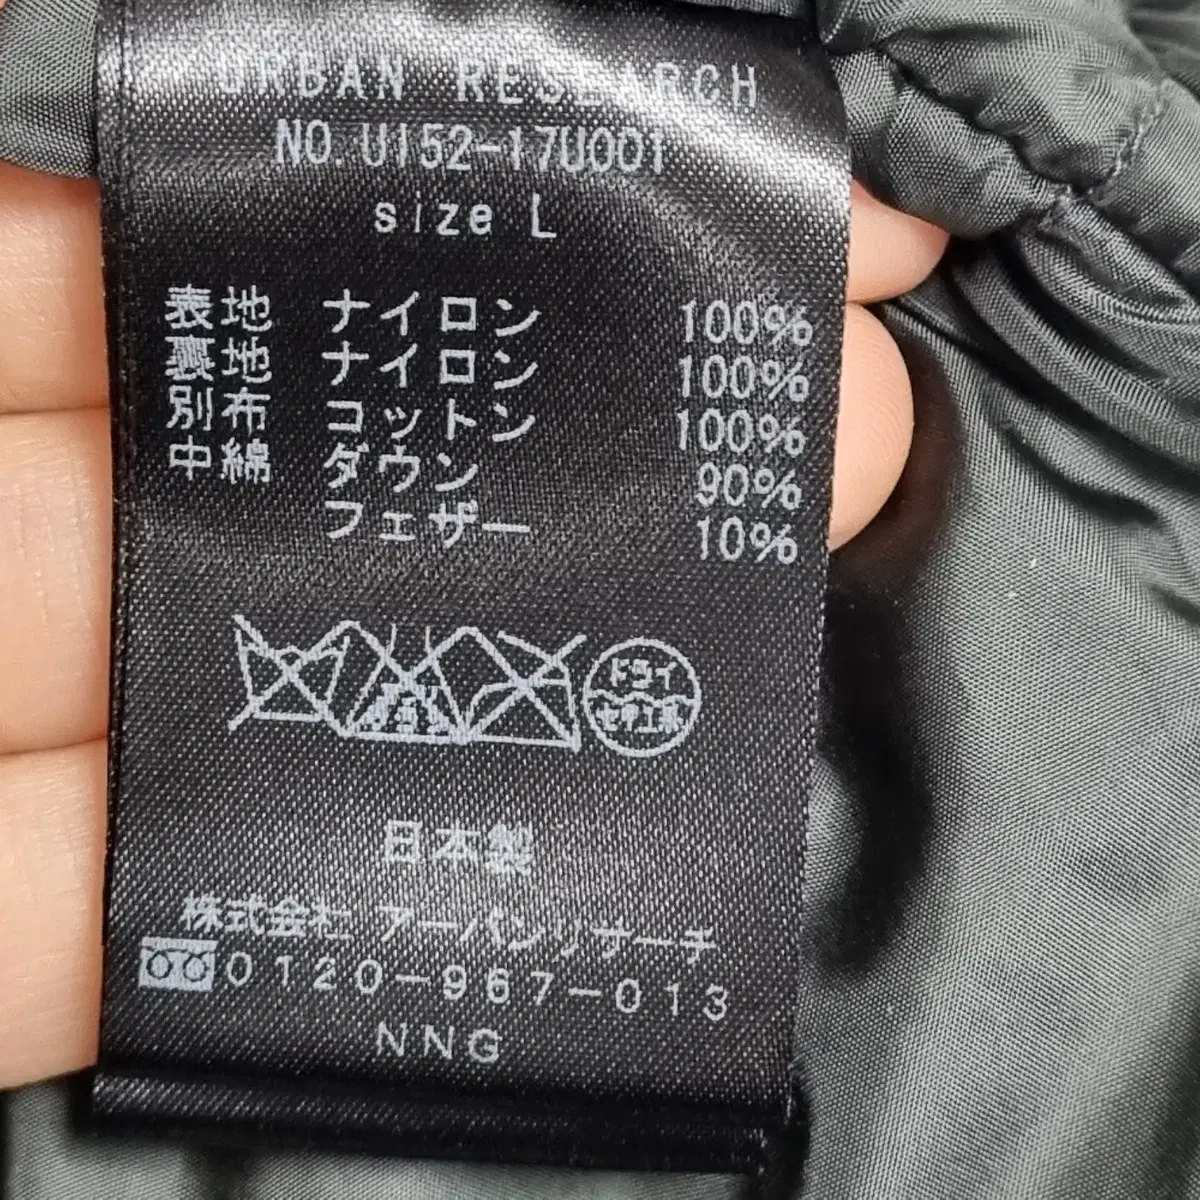 URBAN RESEARCH
NO. UI52-17U001
size L
表地 ナイロン 100%
裏地 ナイロン 100%
別布 コットン 100%
中綿 ダウン 90%
フェザー 10%
ドライ
日本製
株式会社 アーバンリサーチ
0120-967-013
NNG